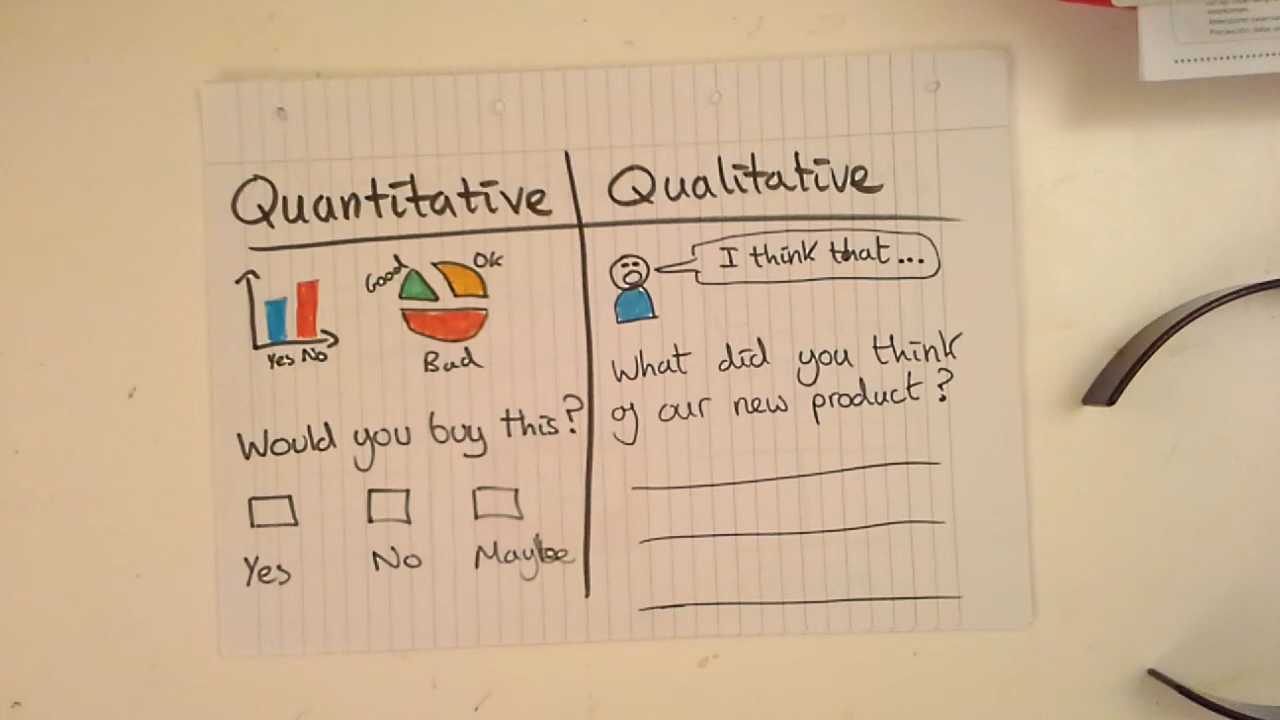 Quantitative
Yes No
Good
Ok
Bad
Would you buy this?
Yes
No
Maybe
Qualitative
I think that...
What did you think
of our new product?